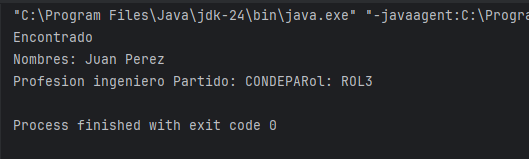 "C:\Program Files\Java\jdk-24\bin\java.exe" "-javaagent:C:\Progra
Encontrado
Nombres: Juan Perez
Profesion ingeniero Partido: CONDEPARol: ROL3
Process finished with exit code 0